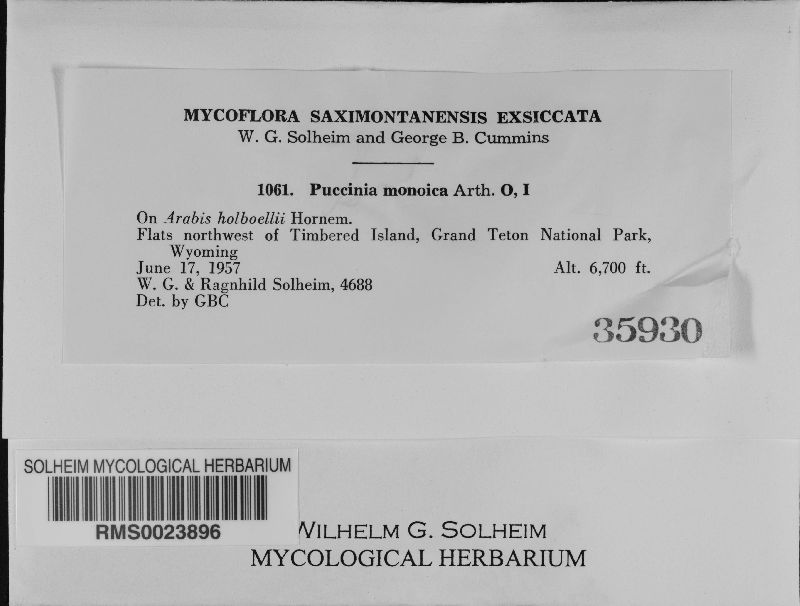 MYCOFLORA SAXIMONTANENSIS EXSICCATA
W. G. Solheim and George B. Cummins
1061. Puccinia monoica Arth. O, I
On Arabis holboellii Hornem.
Flats northwest of Timbered Island, Grand Teton National Park,
Wyoming
June 17, 1957 Alt. 6,700 ft.
W. G. & Ragnhild Solheim, 4688
Det. by GBC
35930
SOLHEIM MYCOLOGICAL HERBARIUM
RMS0023896
WILHELM G. SOLHEIM
MYCOLOGICAL HERBARIUM